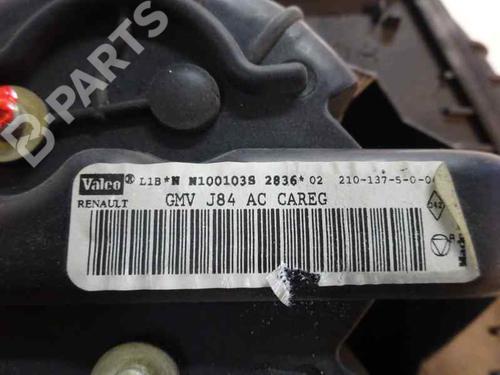 B-PARTS
Valeo® L1B*N N100103S 2836* 02 210-137-5-0-0
RENAULT GMV J84 AC CAREG